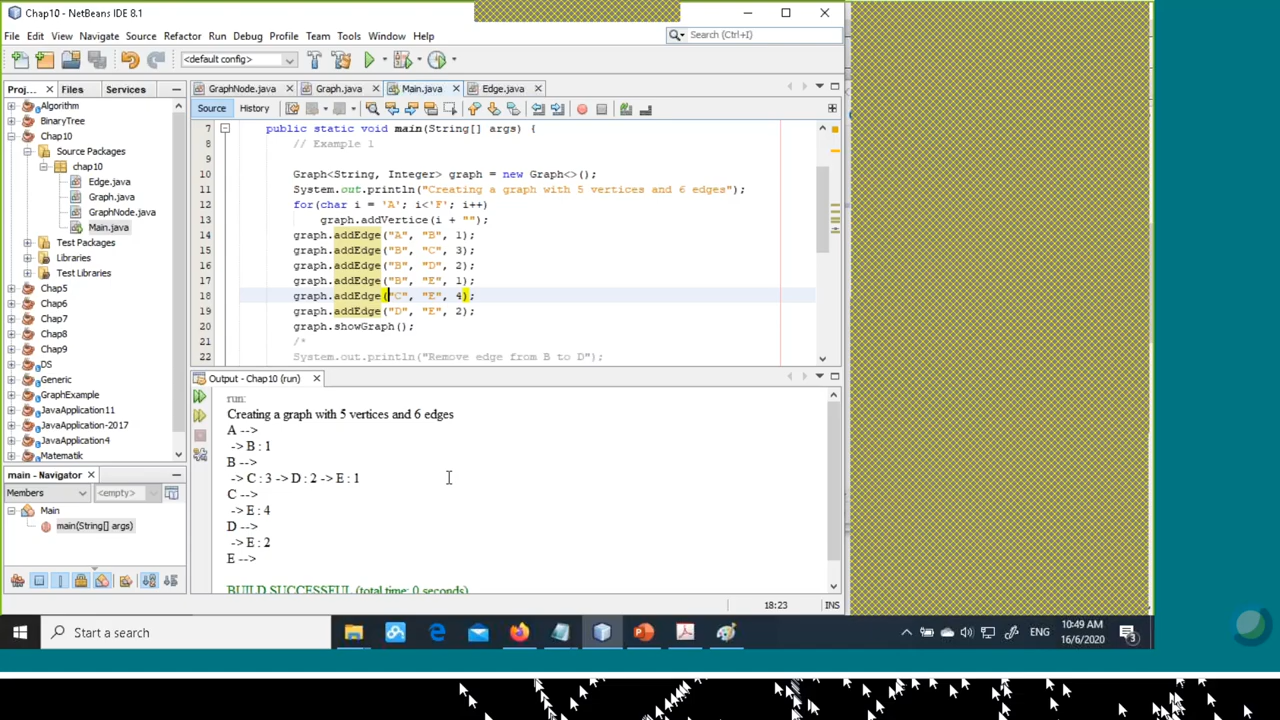 Chap10 - NetBeans IDE 8.1
File Edit View Navigate Source Refactor Run Debug Profile Team Tools Window Help
Search (Ctrl+I)
<default config>
Proj... Files Services
GraphNode.java Graph.java Main.java Edge.java
Source History
Algorithm
BinaryTree
Chap10
Source Packages
chap10
Edge.java
Graph.java
GraphNode.java
Main.java
Test Packages
Libraries
Test Libraries
Chap5
Chap6
Chap7
Chap8
Chap9
DS
Generic
GraphExample
JavaApplication11
JavaApplication-2017
JavaApplication4
Matematik
7 public static void main(String[] args) {
8 // Example 1
9
10 Graph<String, Integer> graph = new Graph<>();
11 System.out.println("Creating a graph with 5 vertices and 6 edges");
12 for(char i = 'A'; i<'F'; i++)
13 graph.addVertice(i + "");
14 graph.addEdge("A", "B", 1);
15 graph.addEdge("B", "C", 3);
16 graph.addEdge("B", "D", 2);
17 graph.addEdge("B", "E", 1);
18 graph.addEdge("C", "E", 4);
19 graph.addEdge("D", "E", 2);
20 graph.showGraph();
21 /*
22 System.out.println("Remove edge from B to D");
main - Navigator
Members <empty>
Main
main(String[] args)
Output - Chap10 (run)
run:
Creating a graph with 5 vertices and 6 edges
A -->
-> B : 1
B -->
-> C : 3 -> D : 2 -> E : 1
C -->
-> E : 4
D -->
-> E : 2
E -->
BUILD SUCCESSFUL (total time: 0 seconds)
18:23 INS
Start a search
ENG
10:49 AM
16/6/2020
3